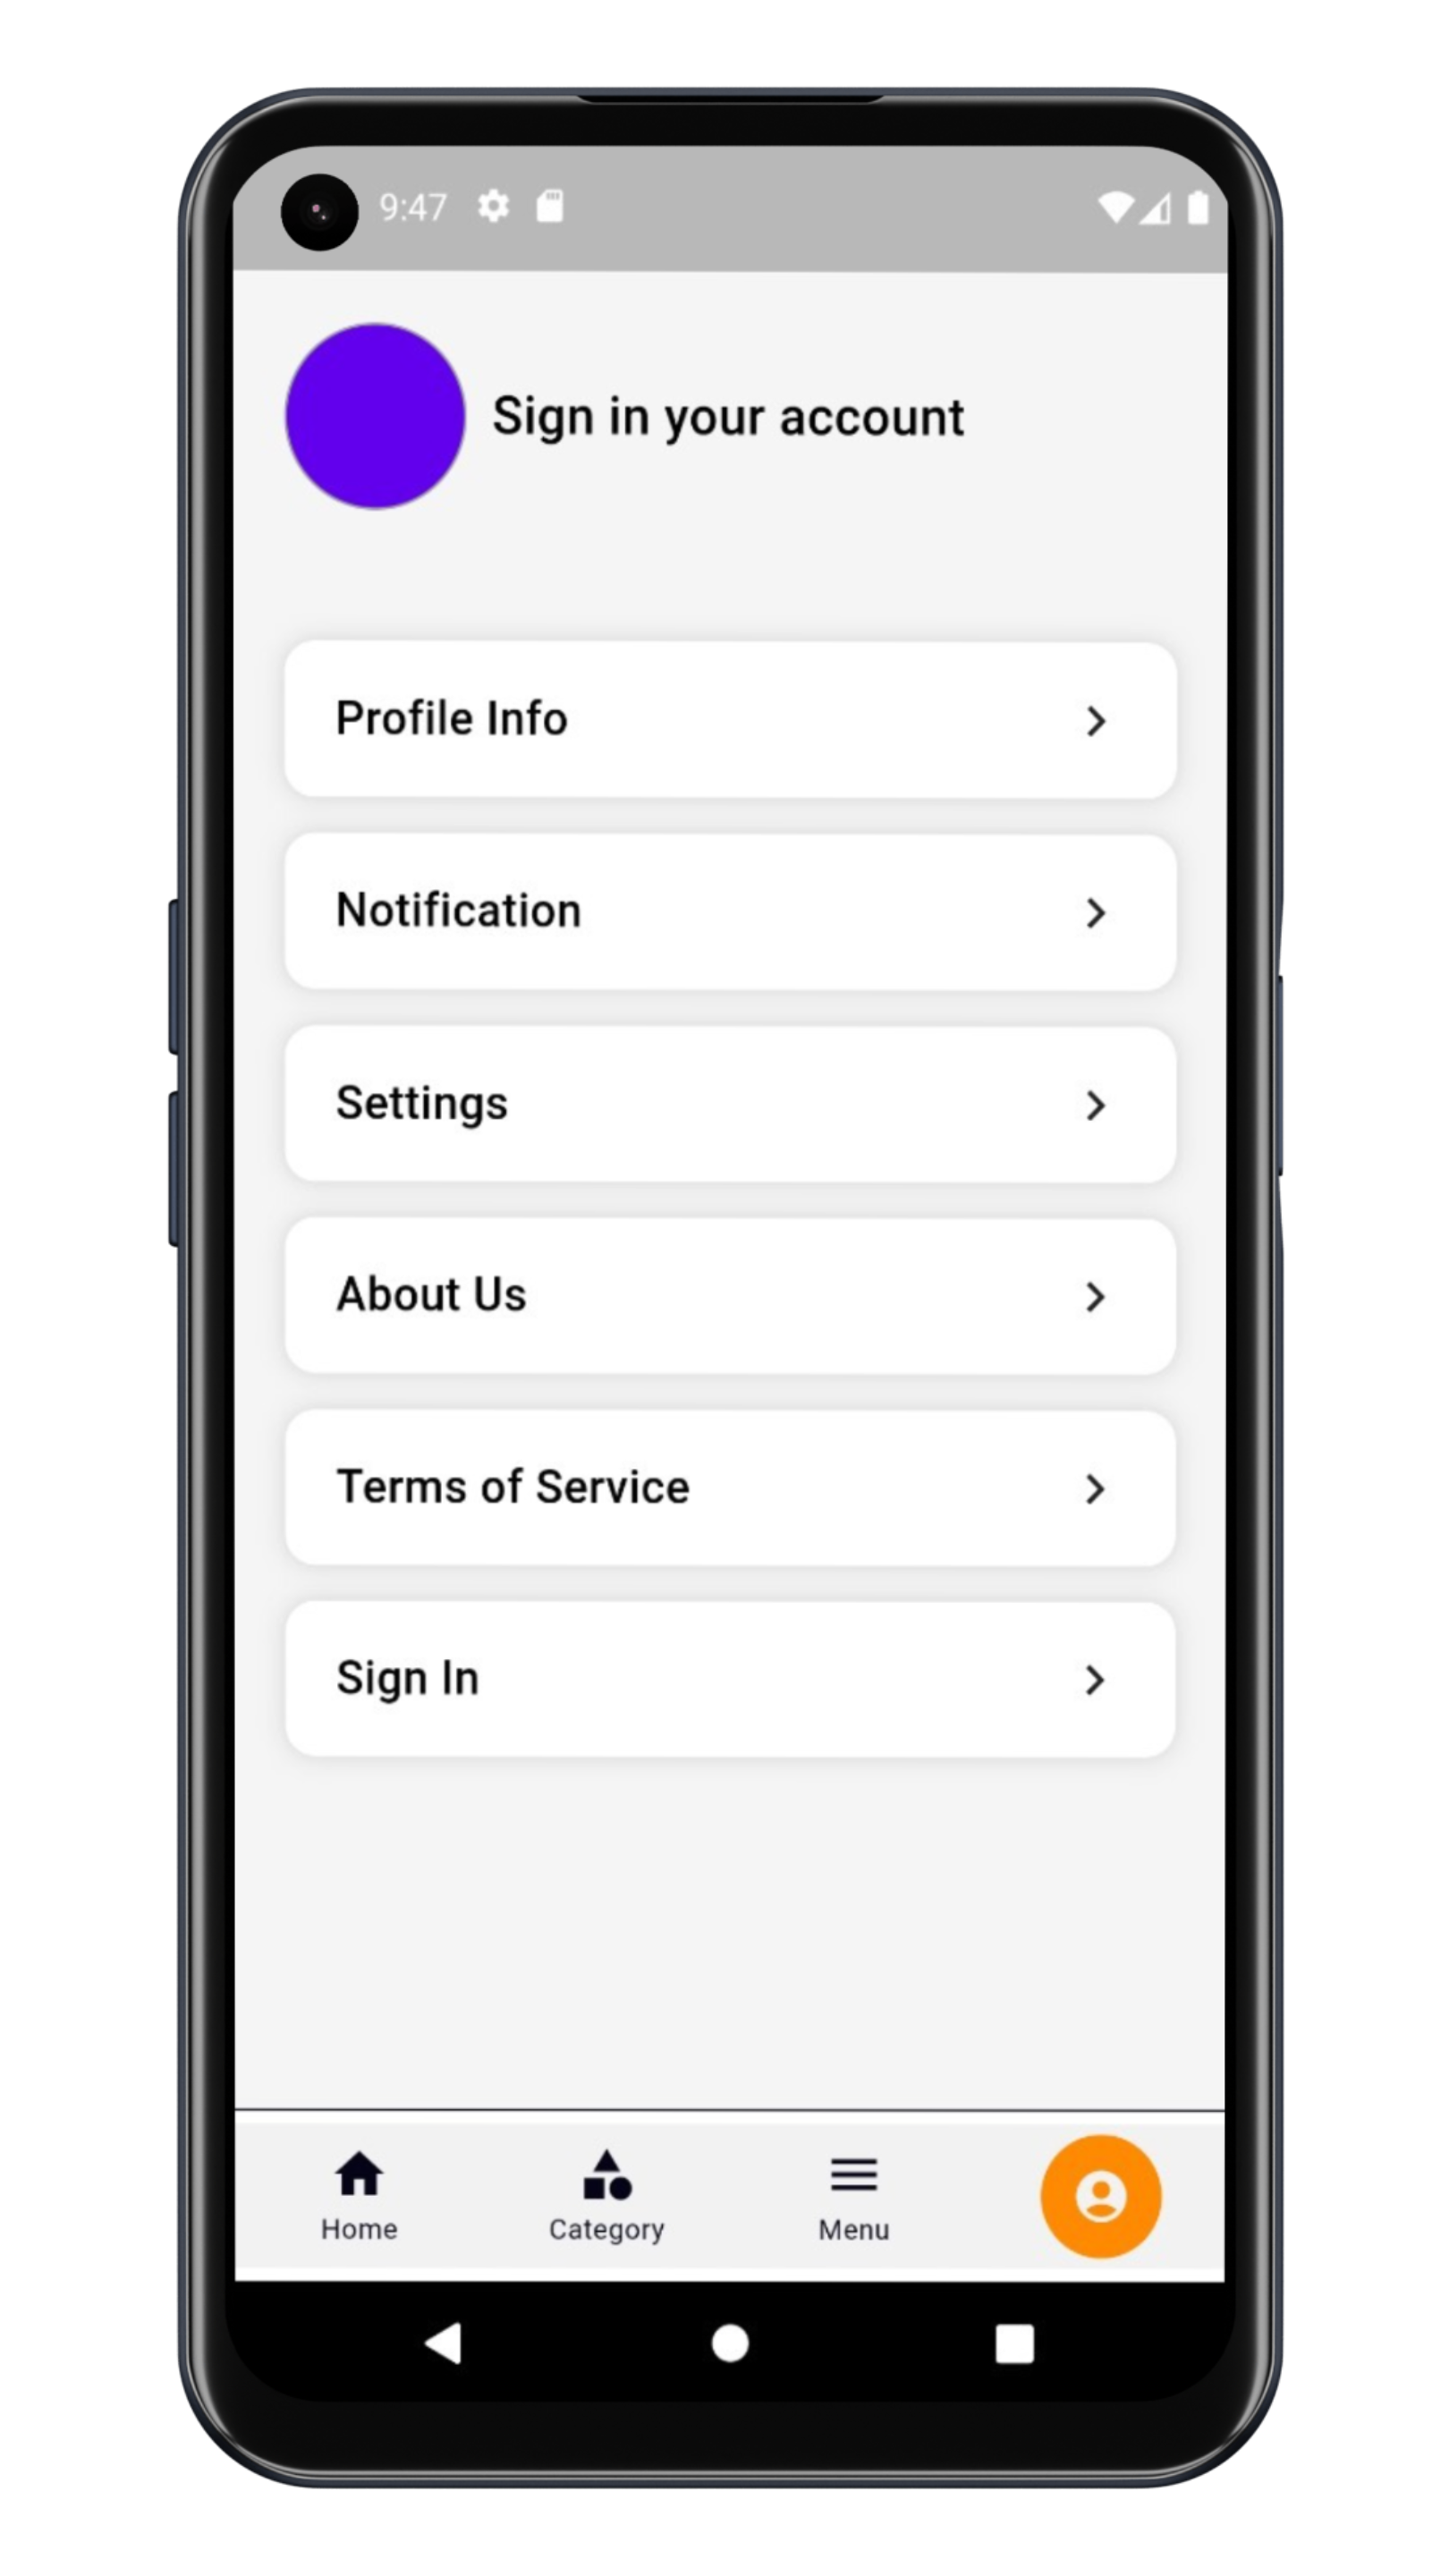 9:47
Sign in your account
Profile Info
Notification
Settings
About Us
Terms of Service
Sign In
Home
Category
Menu